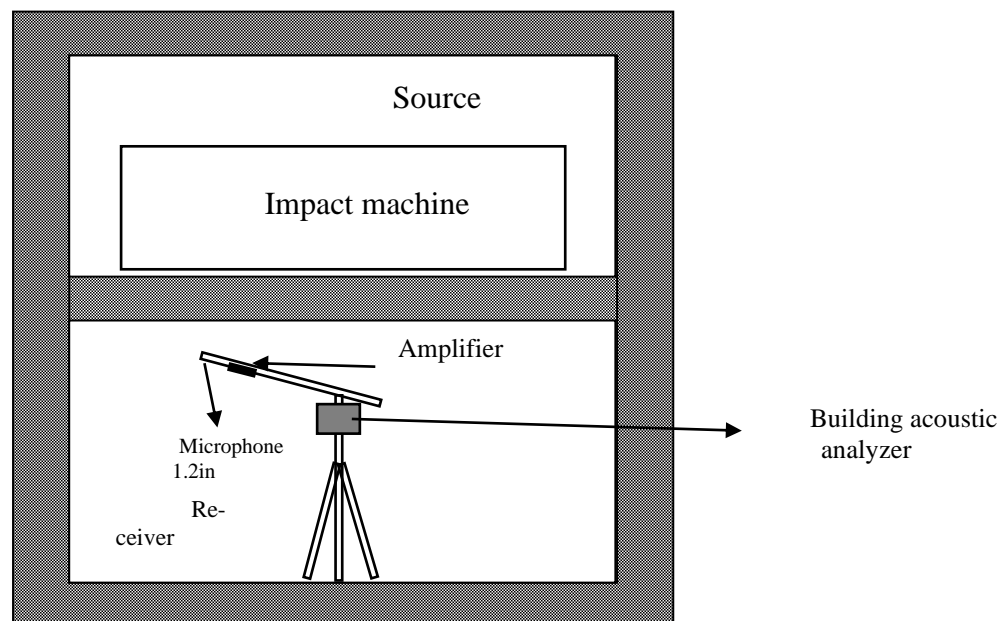 Source
Impact machine
Amplifier
Microphone
1.2in
Re-
ceiver
Building acoustic
analyzer